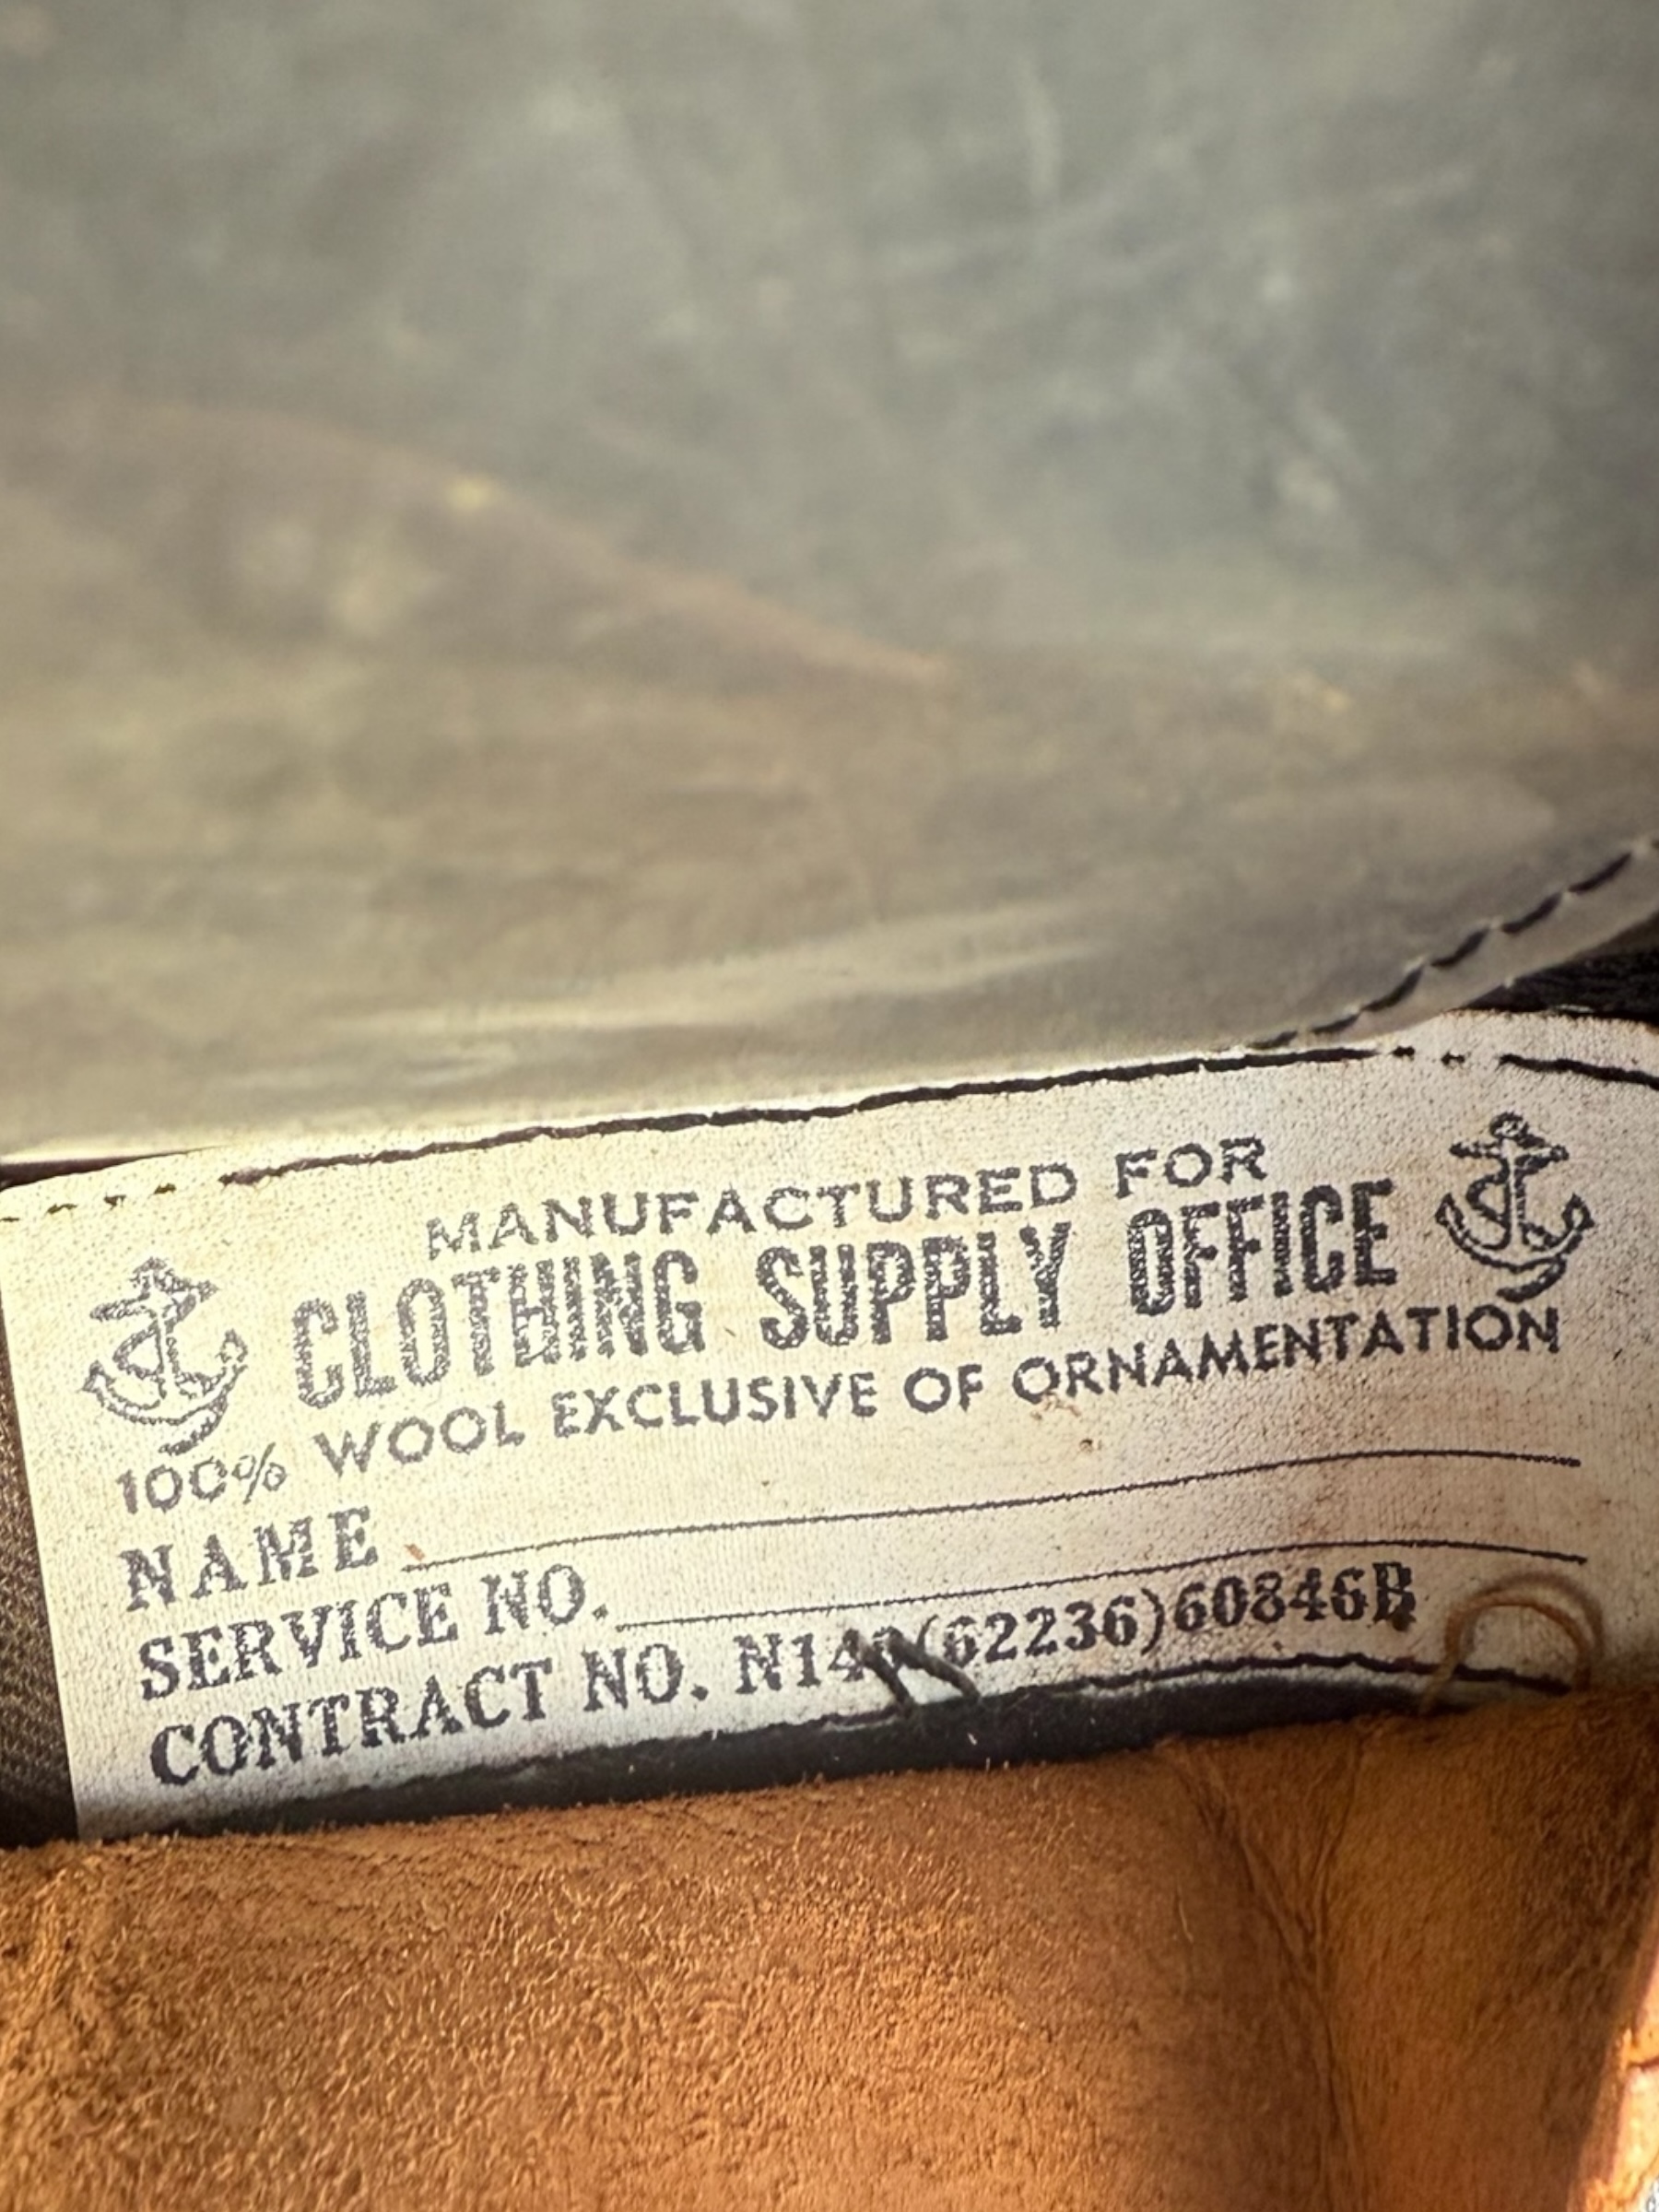 MANUFACTURED FOR
CLOTHING SUPPLY OFFICE
100% WOOL EXCLUSIVE OF ORNAMENTATION
NAME
SERVICE NO.
CONTRACT NO.